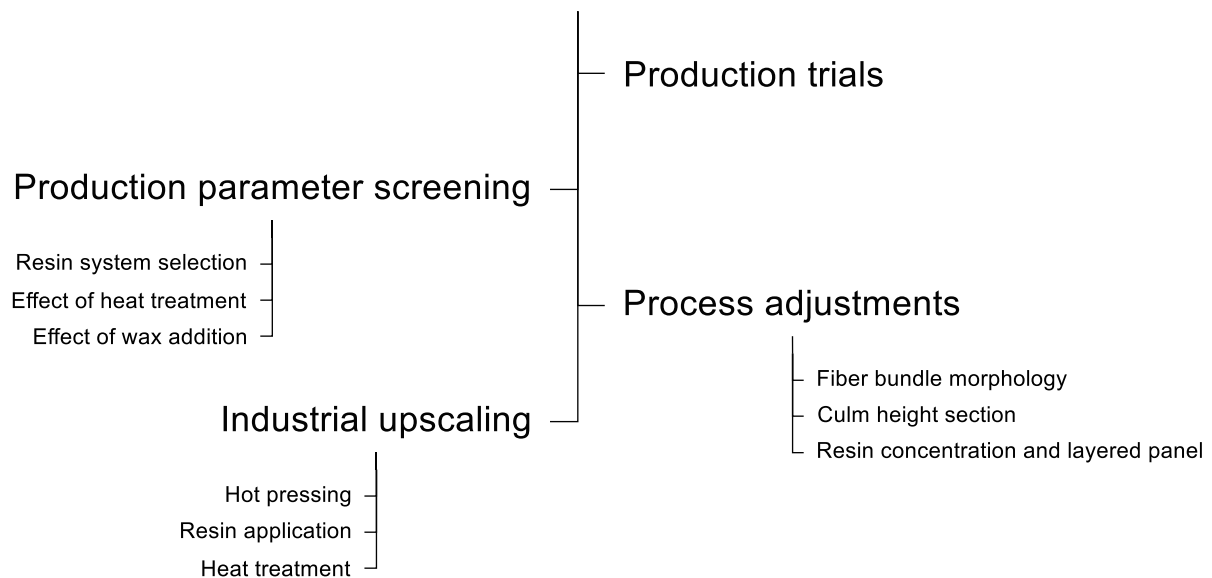 Production trials
Production parameter screening
Resin system selection
Effect of heat treatment
Effect of wax addition
Process adjustments
Fiber bundle morphology
Culm height section
Resin concentration and layered panel
Industrial upscaling
Hot pressing
Resin application
Heat treatment